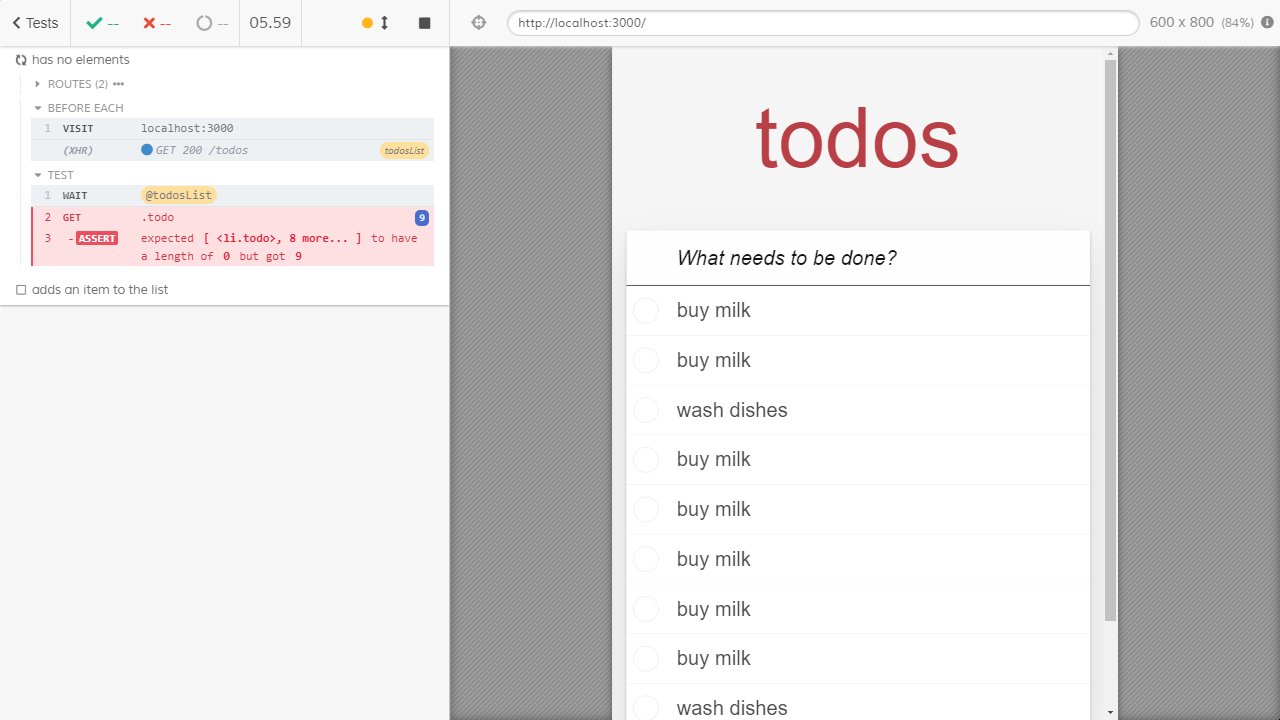 Tests -- -- -- 05.59
http://localhost:3000/ 600 x 800 (84%)
has no elements
ROUTES (2) •••
BEFORE EACH
1 VISIT localhost:3000
(XHR) GET 200 /todos todosList
TEST
1 WAIT @todosList
2 GET .todo 9
3 -ASSERT expected [ <li.todo>, 8 more... ] to have
a length of 0 but got 9
adds an item to the list
todos
What needs to be done?
buy milk
buy milk
wash dishes
buy milk
buy milk
buy milk
buy milk
buy milk
wash dishes